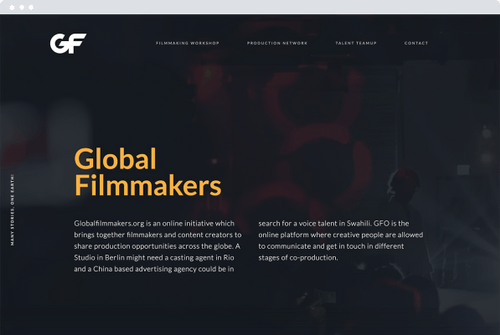 GF
FILMMAKING WORKSHOP
PRODUCTION NETWORK
TALENT TEAMUP
CONTACT
MANY STORIES. ONE EARTH!
Global
Filmmakers
Globalfilmmakers.org is an online initiative which
brings together filmmakers and content creators to
share production opportunities across the globe. A
Studio in Berlin might need a casting agent in Rio
and a China based advertising agency could be in
search for a voice talent in Swahili. GFO is the
online platform where creative people are allowed
to communicate and get in touch in different
stages of co-production.